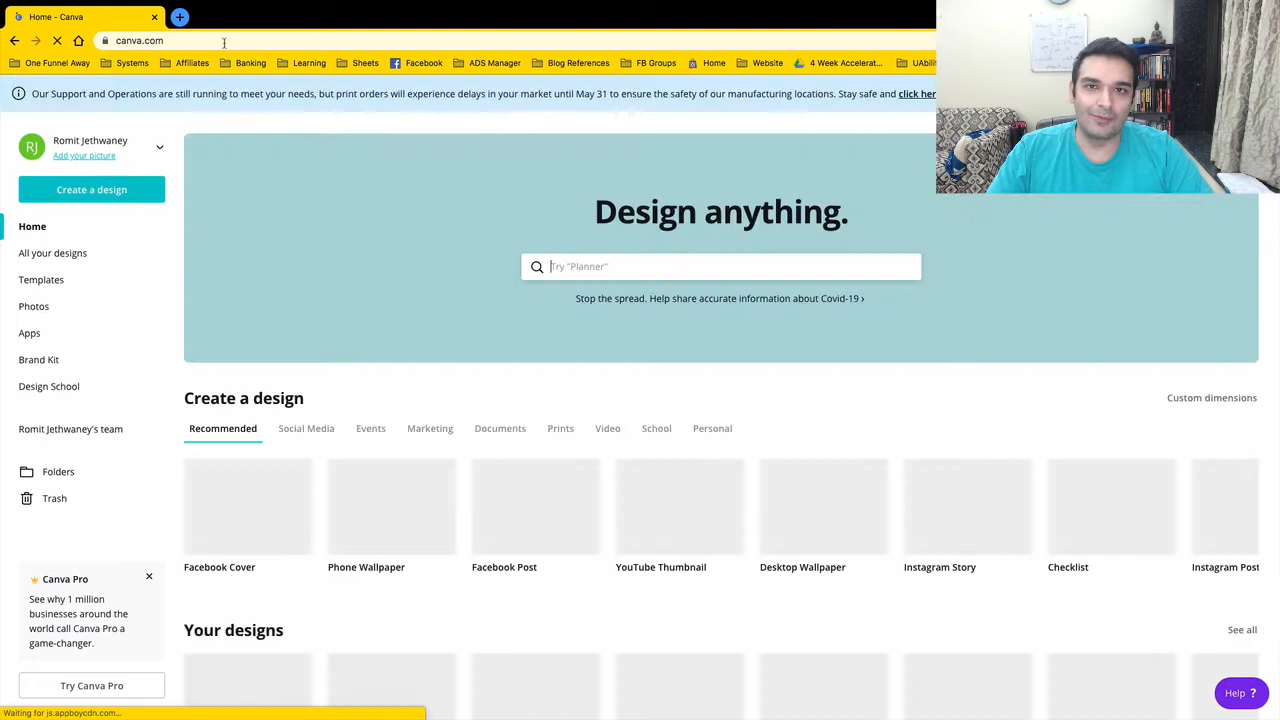 Home - Canva
canva.com
One Funnel Away
Systems
Affiliates
Banking
Learning
Sheets
Facebook
ADS Manager
Blog References
FB Groups
Home
Website
4 Week Accelerat...
Our Support and Operations are still running to meet your needs, but print orders will experience delays in your market until May 31 to ensure the safety of our manufacturing locations. Stay safe and click her
RJ
Romit Jethwaney
Add your picture
Create a design
Home
All your designs
Templates
Photos
Apps
Brand Kit
Design School
Romit Jethwaney's team
Folders
Trash
Canva Pro
See why 1 million
businesses around the
world call Canva Pro a
game-changer.
Try Canva Pro
Design anything.
Try "Planner"
Stop the spread. Help share accurate information about Covid-19 ›
Create a design
Custom dimensions
Recommended
Social Media
Events
Marketing
Documents
Prints
Video
School
Personal
Facebook Cover
Phone Wallpaper
Facebook Post
YouTube Thumbnail
Desktop Wallpaper
Instagram Story
Checklist
Instagram Post
Your designs
See all
Help ?
Waiting for js.appboycdn.com...